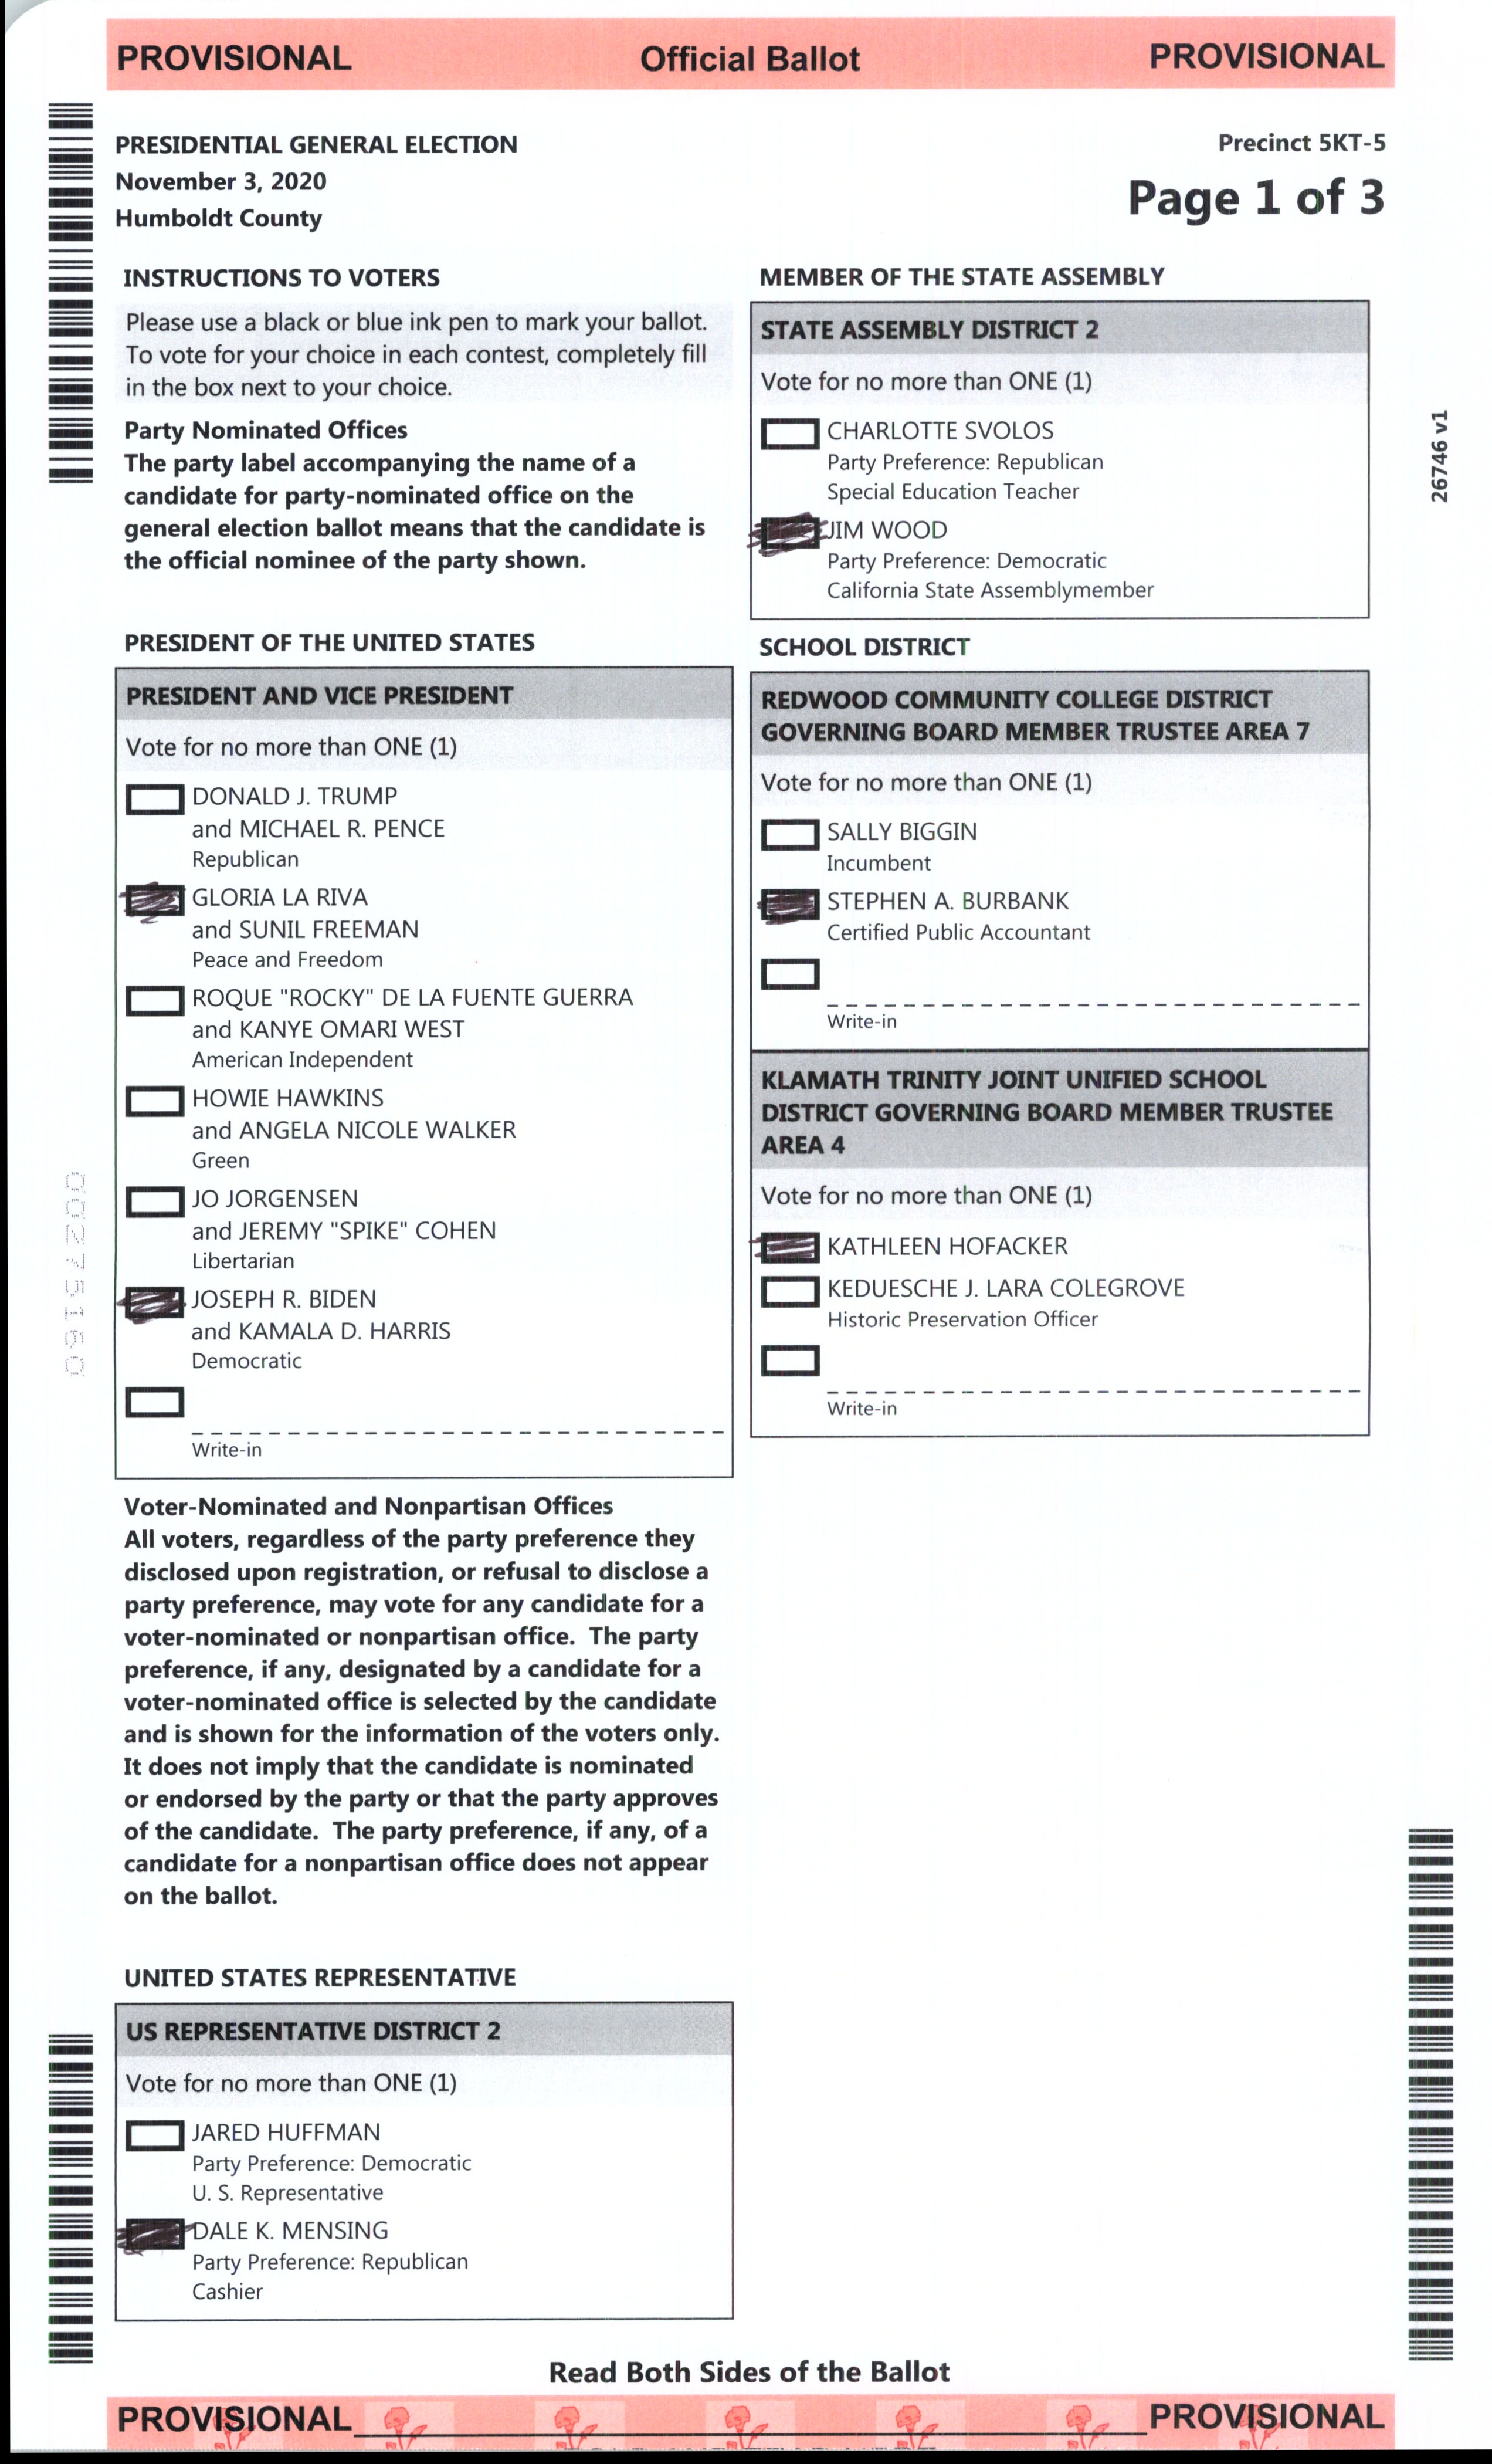 PROVISIONAL Official Ballot PROVISIONAL
PRESIDENTIAL GENERAL ELECTION
November 3, 2020
Humboldt County
Precinct 5KT-5
Page 1 of 3
INSTRUCTIONS TO VOTERS
Please use a black or blue ink pen to mark your ballot.
To vote for your choice in each contest, completely fill
in the box next to your choice.
Party Nominated Offices
The party label accompanying the name of a
candidate for party-nominated office on the
general election ballot means that the candidate is
the official nominee of the party shown.
PRESIDENT OF THE UNITED STATES
PRESIDENT AND VICE PRESIDENT
Vote for no more than ONE (1)
DONALD J. TRUMP
and MICHAEL R. PENCE
Republican
GLORIA LA RIVA
and SUNIL FREEMAN
Peace and Freedom
ROQUE "ROCKY" DE LA FUENTE GUERRA
and KANYE OMARI WEST
American Independent
HOWIE HAWKINS
and ANGELA NICOLE WALKER
Green
JO JORGENSEN
and JEREMY "SPIKE" COHEN
Libertarian
JOSEPH R. BIDEN
and KAMALA D. HARRIS
Democratic
Write-in
Voter-Nominated and Nonpartisan Offices
All voters, regardless of the party preference they
disclosed upon registration, or refusal to disclose a
party preference, may vote for any candidate for a
voter-nominated or nonpartisan office. The party
preference, if any, designated by a candidate for a
voter-nominated office is selected by the candidate
and is shown for the information of the voters only.
It does not imply that the candidate is nominated
or endorsed by the party or that the party approves
of the candidate. The party preference, if any, of a
candidate for a nonpartisan office does not appear
on the ballot.
UNITED STATES REPRESENTATIVE
US REPRESENTATIVE DISTRICT 2
Vote for no more than ONE (1)
JARED HUFFMAN
Party Preference: Democratic
U. S. Representative
DALE K. MENSING
Party Preference: Republican
Cashier
MEMBER OF THE STATE ASSEMBLY
STATE ASSEMBLY DISTRICT 2
Vote for no more than ONE (1)
CHARLOTTE SVOLOS
Party Preference: Republican
Special Education Teacher
JIM WOOD
Party Preference: Democratic
California State Assemblymember
SCHOOL DISTRICT
REDWOOD COMMUNITY COLLEGE DISTRICT
GOVERNING BOARD MEMBER TRUSTEE AREA 7
Vote for no more than ONE (1)
SALLY BIGGIN
Incumbent
STEPHEN A. BURBANK
Certified Public Accountant
Write-in
KLAMATH TRINITY JOINT UNIFIED SCHOOL
DISTRICT GOVERNING BOARD MEMBER TRUSTEE
AREA 4
Vote for no more than ONE (1)
KATHLEEN HOFACKER
KEDUESCHE J. LARA COLEGROVE
Historic Preservation Officer
Write-in
26746 v1
00275160
Read Both Sides of the Ballot
PROVISIONAL PROVISIONAL